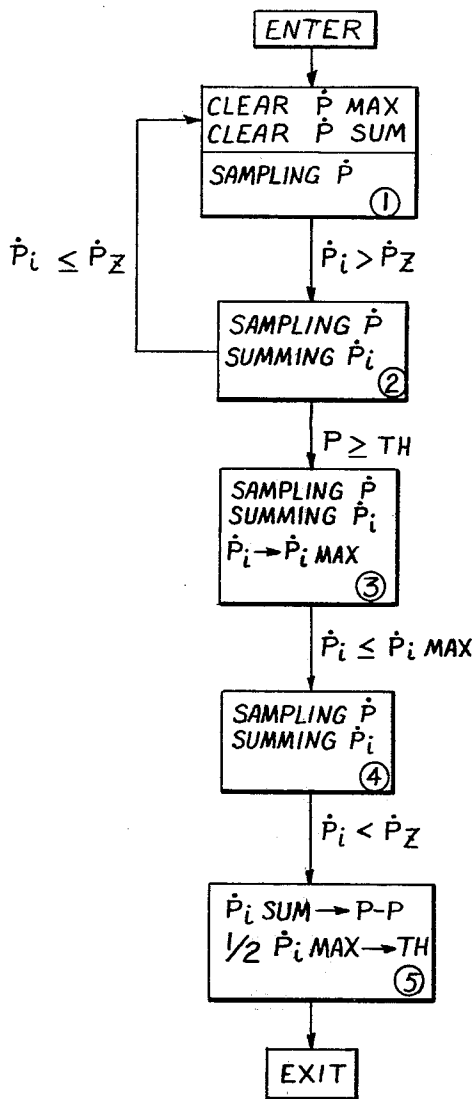 ENTER
CLEAR Ṗ MAX
CLEAR Ṗ SUM
SAMPLING Ṗ
①
Ṗi ≤ ṖZ
Ṗi > ṖZ
SAMPLING Ṗ
SUMMING Ṗi
②
P ≥ TH
SAMPLING Ṗ
SUMMING Ṗi
Ṗi → Ṗi MAX
③
Ṗi ≤ Ṗi MAX
SAMPLING Ṗ
SUMMING Ṗi
④
Ṗi < ṖZ
Ṗi SUM → P-P
1/2 Ṗi MAX → TH
⑤
EXIT